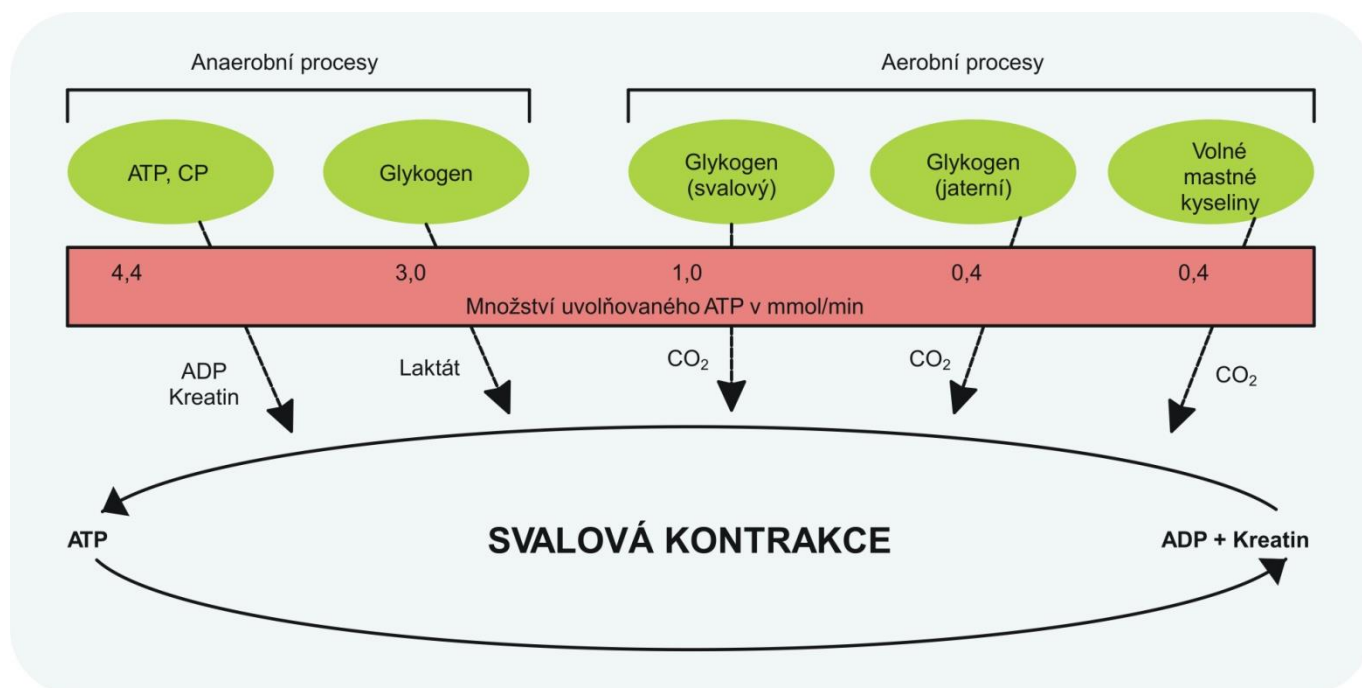 Anaerobní procesy
Aerobní procesy
ATP, CP
Glykogen
Glykogen
(svalový)
Glykogen
(jaterní)
Volné
mastné
kyseliny
4,4
3,0
1,0
0,4
0,4
Množství uvolňovaného ATP v mmol/min
ADP
Kreatin
Laktát
CO₂
CO₂
CO₂
ATP
SVALOVÁ KONTRAKCE
ADP + Kreatin